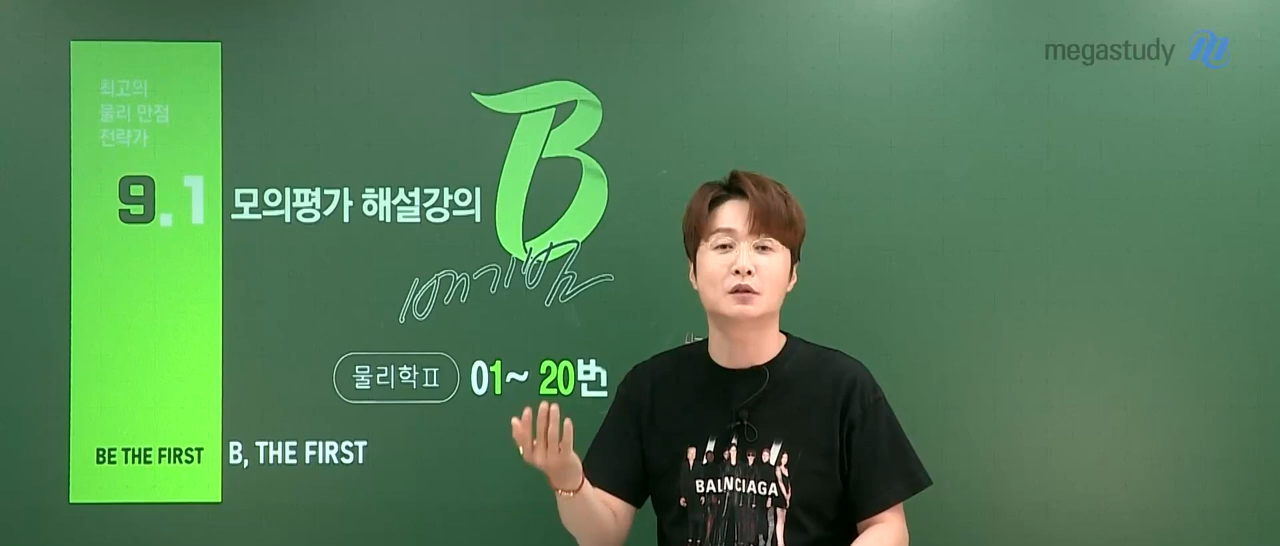 megastudy
최고의
물리 만점
전략가
9.1 모의평가 해설강의
B
물리학Ⅱ 01~ 20번
BE THE FIRST B, THE FIRST
BALENCIAGA